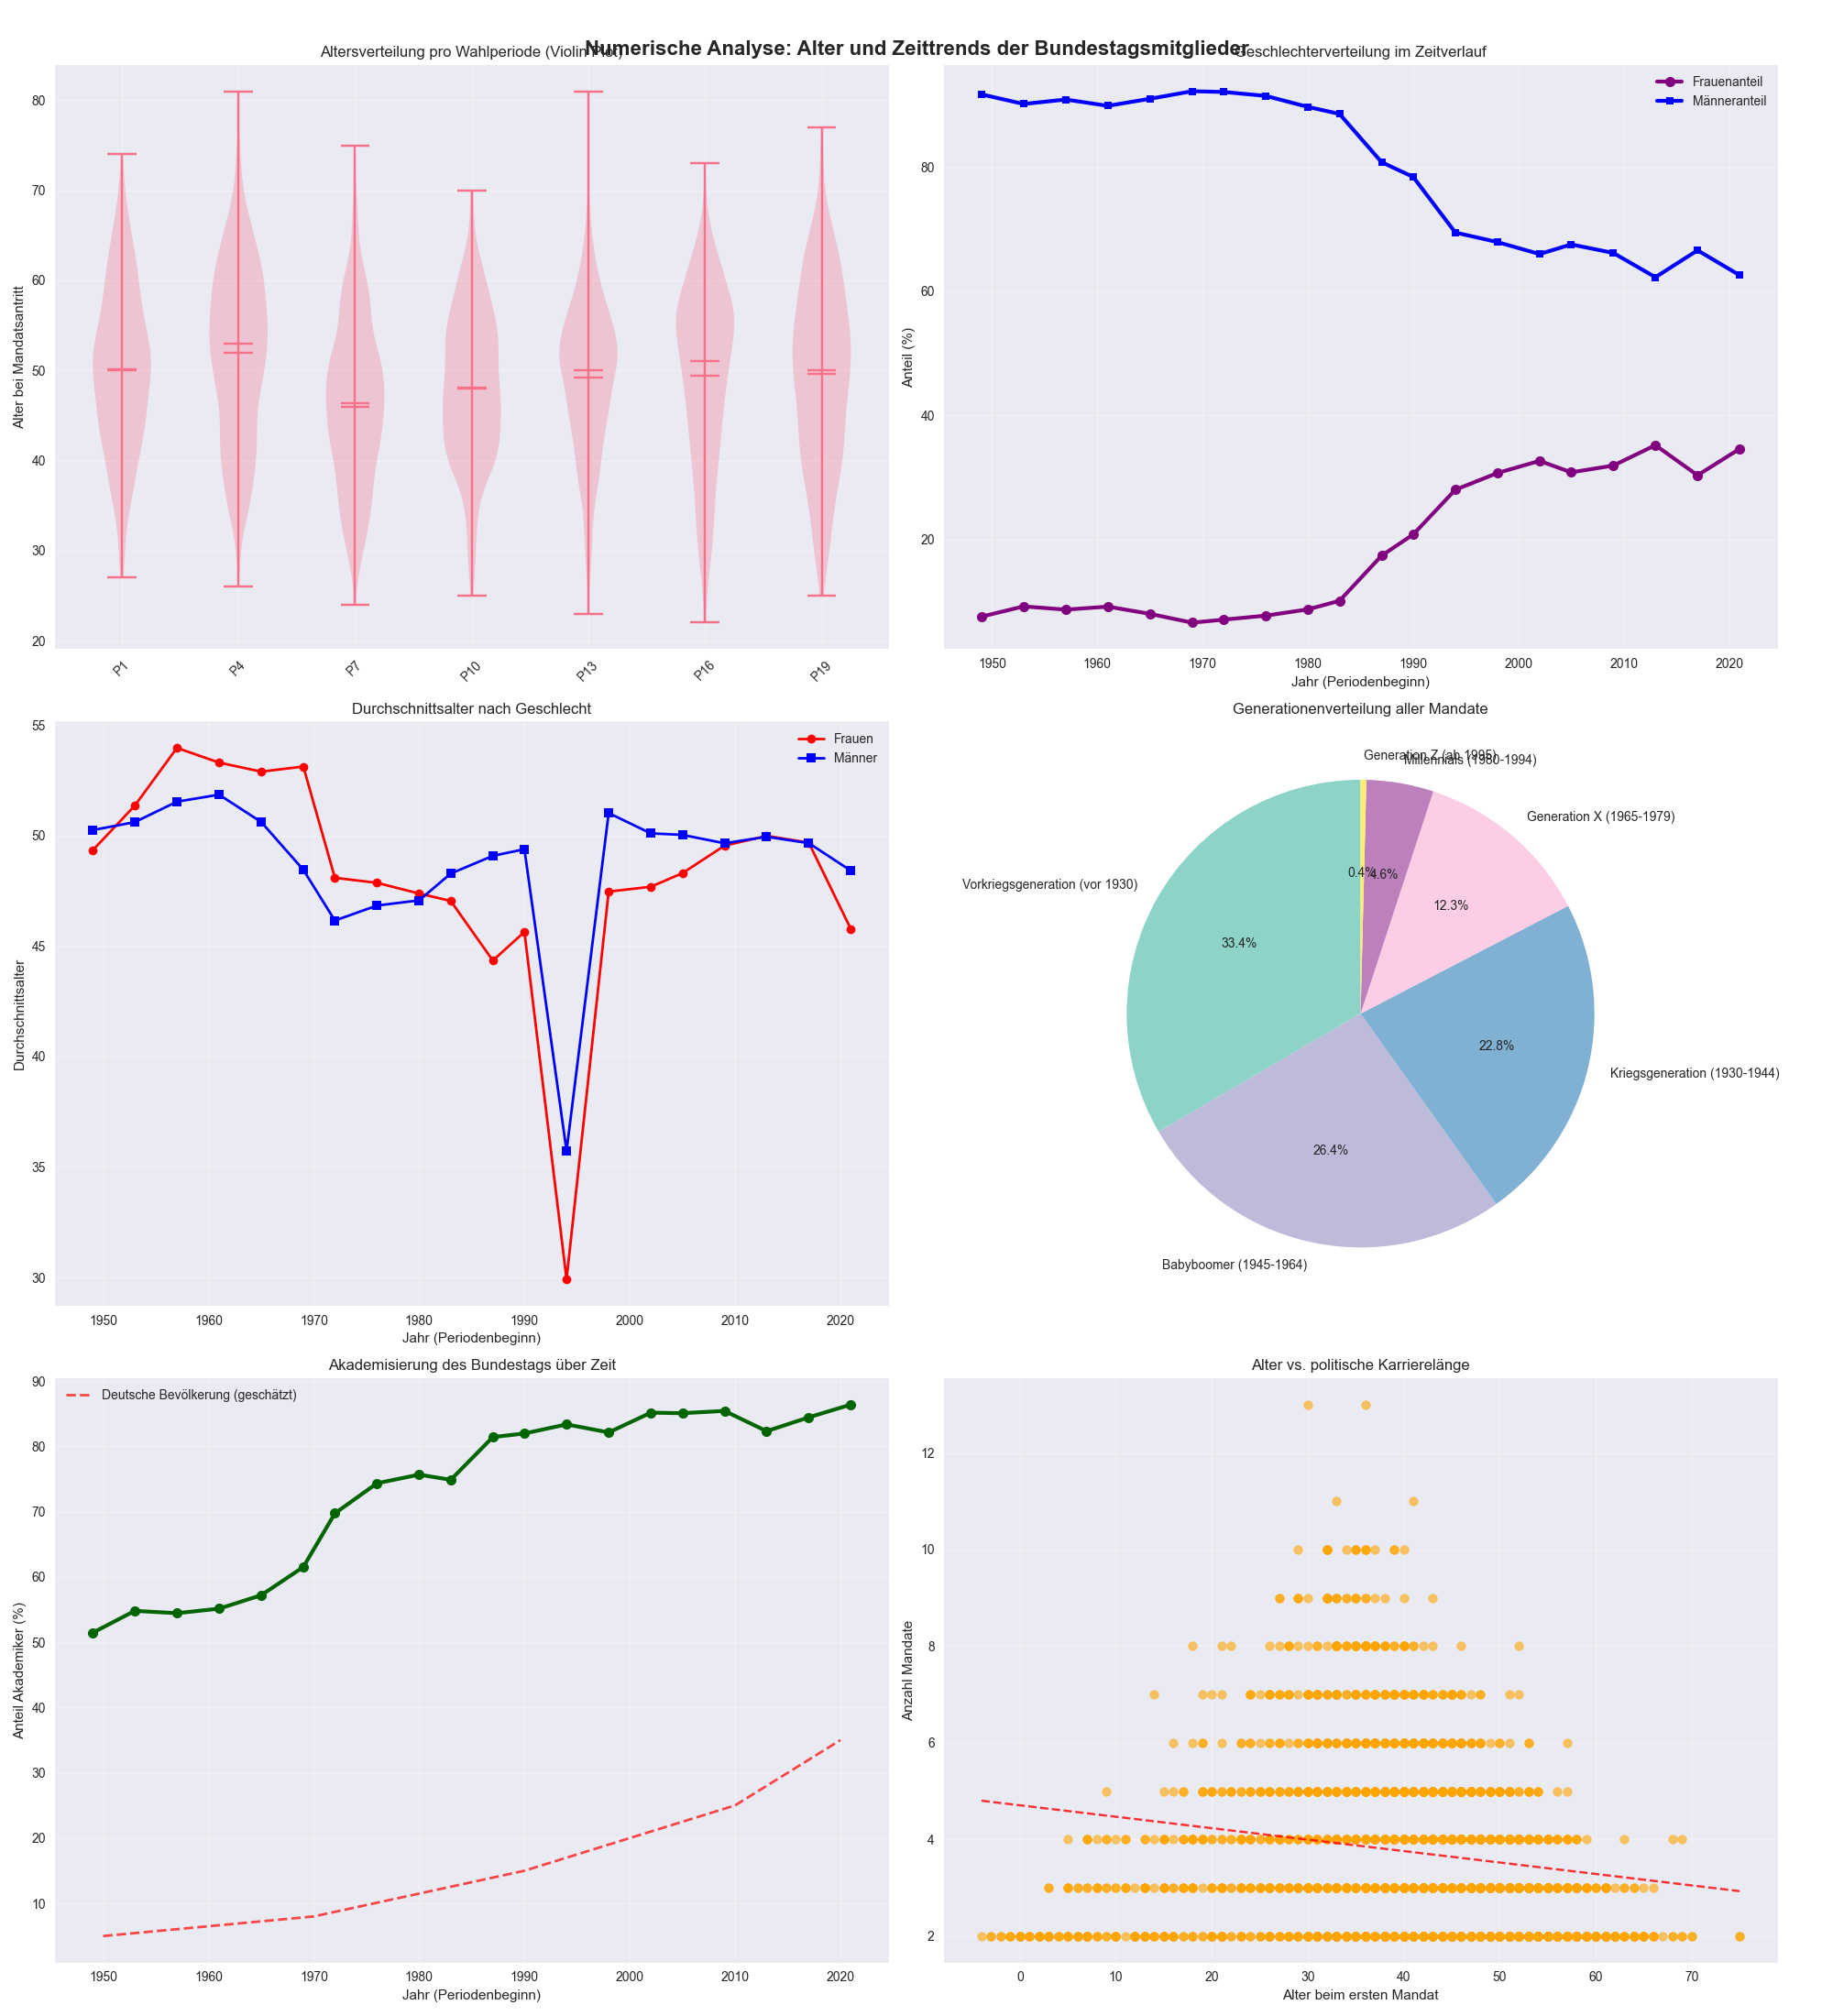 Numerische Analyse: Alter und Zeittrends der Bundestagsmitglieder
Altersverteilung pro Wahlperiode (Violin Plot)
Alter bei Mandatsantritt
80
70
60
50
40
30
20
P1
P4
P7
P10
P13
P16
P19
Geschlechterverteilung im Zeitverlauf
Frauenanteil
Männeranteil
Anteil (%)
80
60
40
20
1950
1960
1970
1980
1990
2000
2010
2020
Jahr (Periodenbeginn)
Durchschnittsalter nach Geschlecht
Frauen
Männer
Durchschnittsalter
55
50
45
40
35
30
1950
1960
1970
1980
1990
2000
2010
2020
Jahr (Periodenbeginn)
Generationenverteilung aller Mandate
Generation Z (ab 1995)
Millennials (1980-1994)
Generation X (1965-1979)
Vorkriegsgeneration (vor 1930)
Kriegsgeneration (1930-1944)
Babyboomer (1945-1964)
0.4%
4.6%
12.3%
33.4%
22.8%
26.4%
Akademisierung des Bundestags über Zeit
Deutsche Bevölkerung (geschätzt)
Anteil Akademiker (%)
90
80
70
60
50
40
30
20
10
1950
1960
1970
1980
1990
2000
2010
2020
Jahr (Periodenbeginn)
Alter vs. politische Karrierelänge
Anzahl Mandate
12
10
8
6
4
2
0
10
20
30
40
50
60
70
Alter beim ersten Mandat